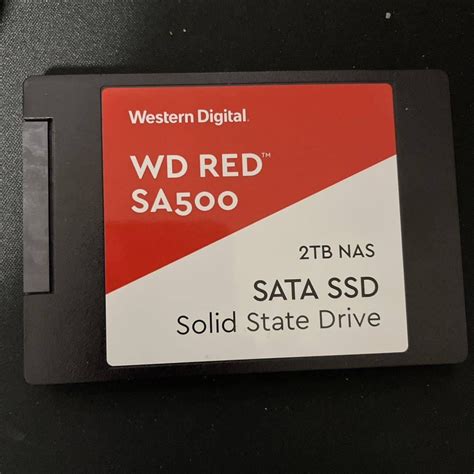 Western Digital.
WD RED™
SA500
2TB NAS
SATA SSD
Solid State Drive